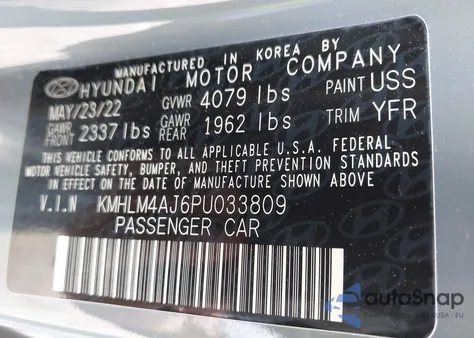 MANUFACTURED IN KOREA BY
HYUNDAI MOTOR COMPANY
MAY/23/22 GVWR 4079 lbs PAINT USS
GAWR FRONT 2337 lbs GAWR REAR 1962 lbs TRIM YFR
THIS VEHICLE CONFORMS TO ALL APPLICABLE U.S.A. FEDERAL
MOTOR VEHICLE SAFETY, BUMPER, AND THEFT PREVENTION STANDARDS
IN EFFECT ON THE DATE OF MANUFACTURE SHOWN ABOVE.
V.I.N KMHLM4AJ6PU033809
PASSENGER CAR
autoSnap